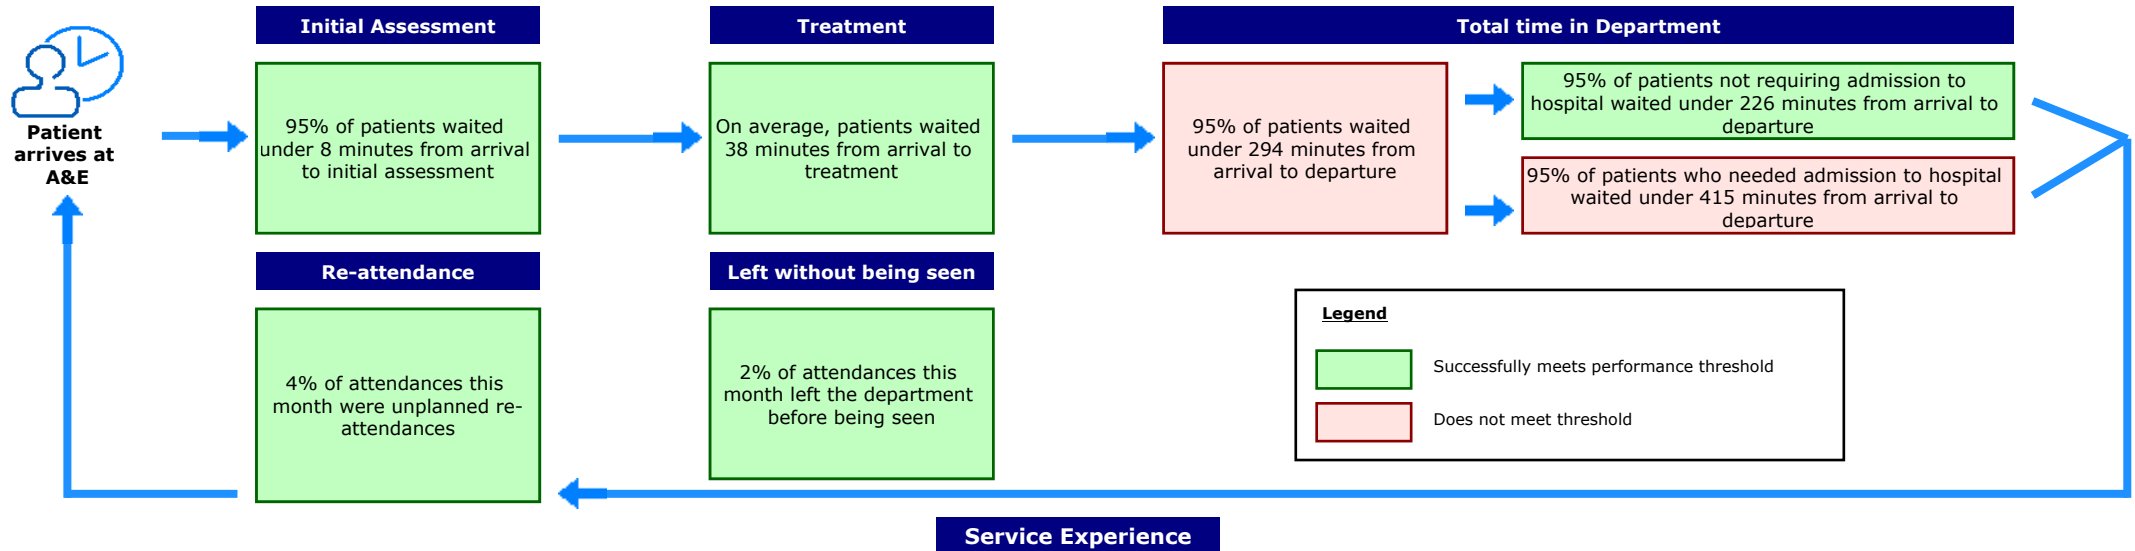 Patient
arrives at
A&E
Initial Assessment
95% of patients waited
under 8 minutes from arrival
to initial assessment
Treatment
On average, patients waited
38 minutes from arrival to
treatment
Total time in Department
95% of patients waited
under 294 minutes from
arrival to departure
95% of patients not requiring admission to
hospital waited under 226 minutes from arrival to
departure
95% of patients who needed admission to hospital
waited under 415 minutes from arrival to
departure
Re-attendance
4% of attendances this
month were unplanned re-
attendances
Left without being seen
2% of attendances this
month left the department
before being seen
Legend
Successfully meets performance threshold
Does not meet threshold
Service Experience